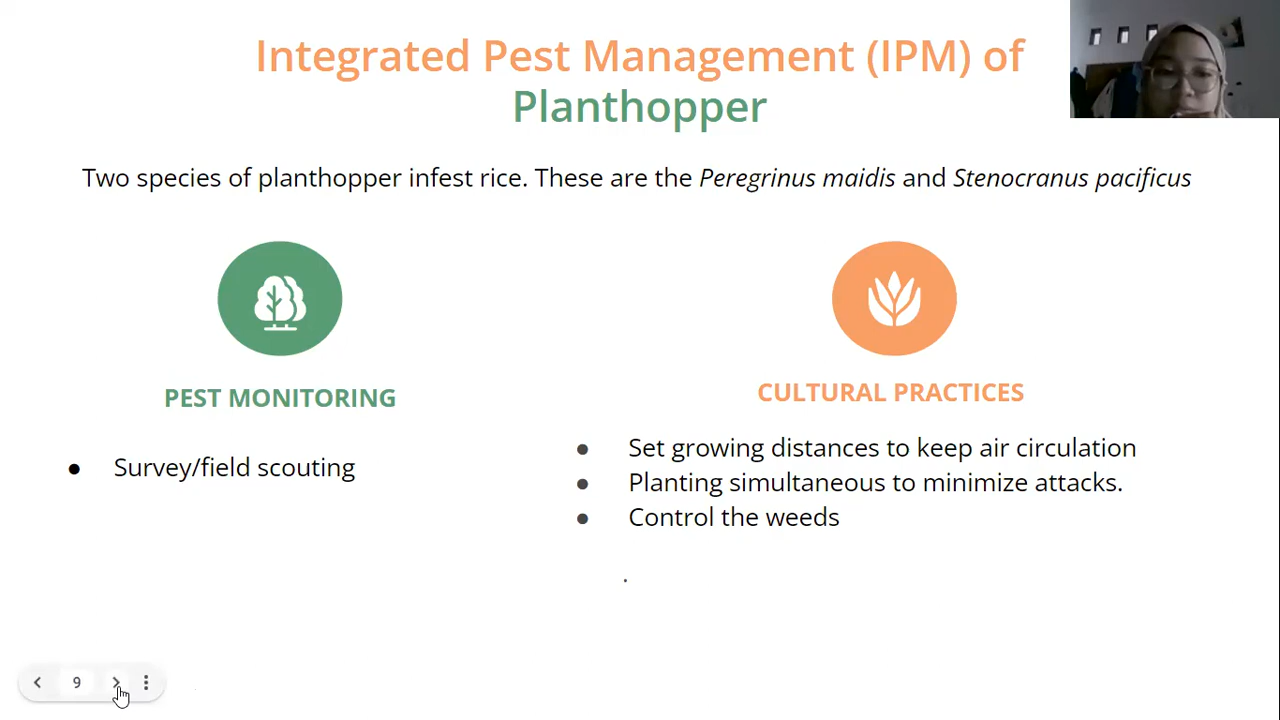 Integrated Pest Management (IPM) of
Planthopper
Two species of planthopper infest rice. These are the Peregrinus maidis and Stenocranus pacificus
PEST MONITORING
● Survey/field scouting
CULTURAL PRACTICES
● Set growing distances to keep air circulation
● Planting simultaneous to minimize attacks.
● Control the weeds
.
9